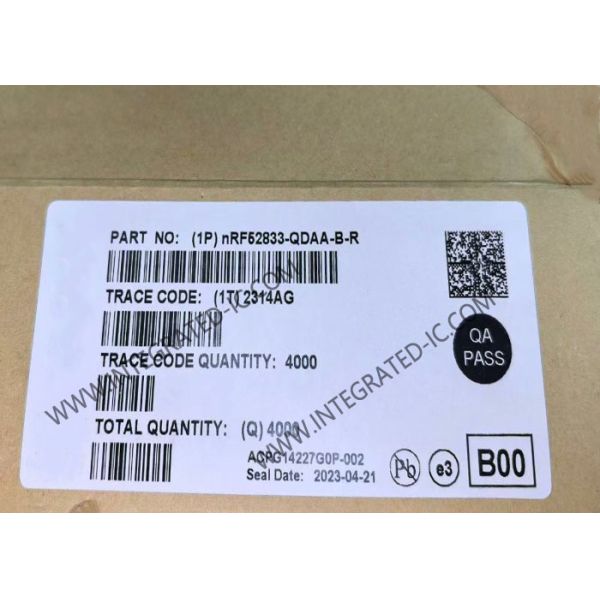 PART NO: (1P) nRF52833-QDAA-B-R
TRACE CODE: (1T) 2314AG
TRACE CODE QUANTITY: 4000
TOTAL QUANTITY: (Q) 4000
ACPG14227G0P-002
Seal Date: 2023-04-21
QA
PASS
Pb
e3
B00
WWW.INTEGRATED-IC.COM
WWW.INTEGRATED-IC.COM